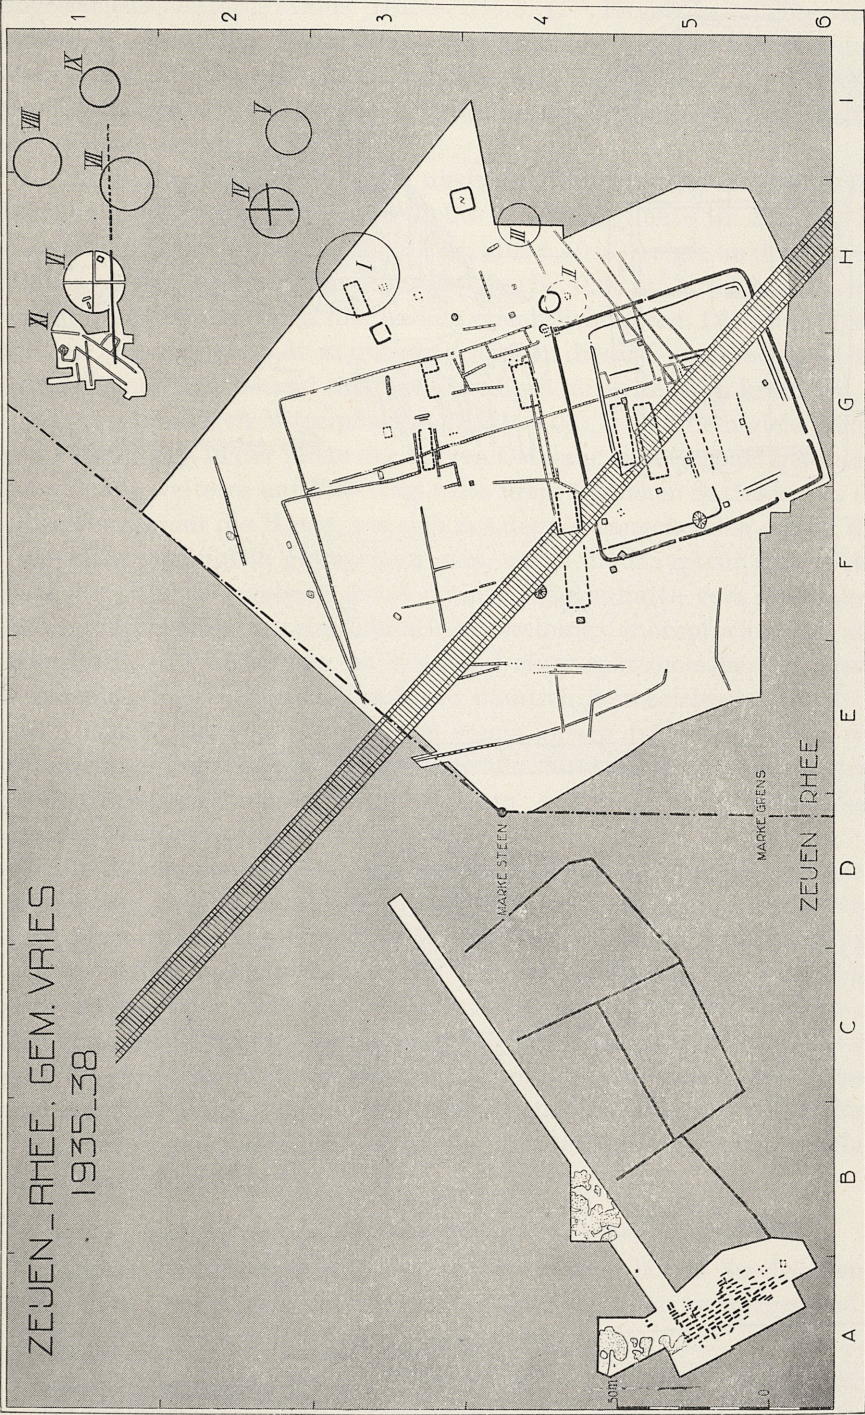 ZEIJEN_RHEE, GEM. VRIES
1935_38
1
2
3
4
5
6
A
B
C
D
E
F
G
H
I
I
II
III
IV
V
VI
VII
VIII
IX
XI
MARKE STEEN
MARKE GRENS
ZEIJEN
RHEE
50m
0